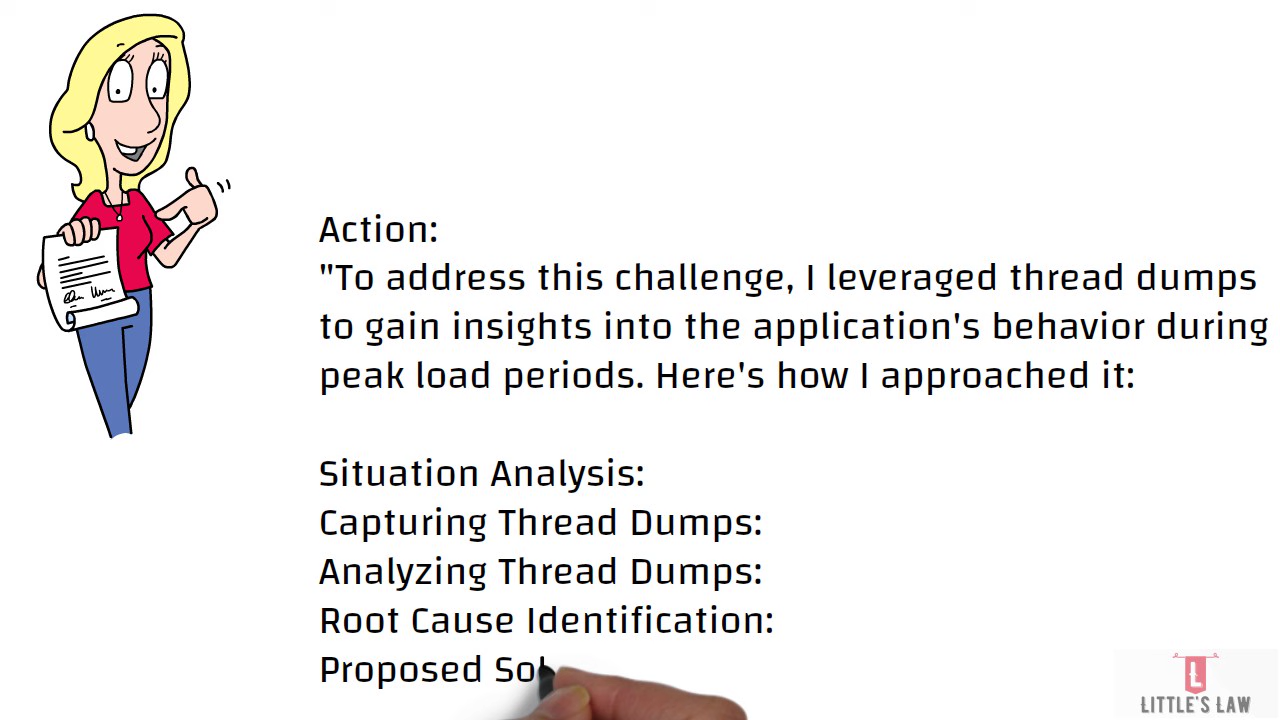 Action:
"To address this challenge, I leveraged thread dumps
to gain insights into the application's behavior during
peak load periods. Here's how I approached it:
Situation Analysis:
Capturing Thread Dumps:
Analyzing Thread Dumps:
Root Cause Identification:
Proposed Sol
L
LITTLE'S LAW